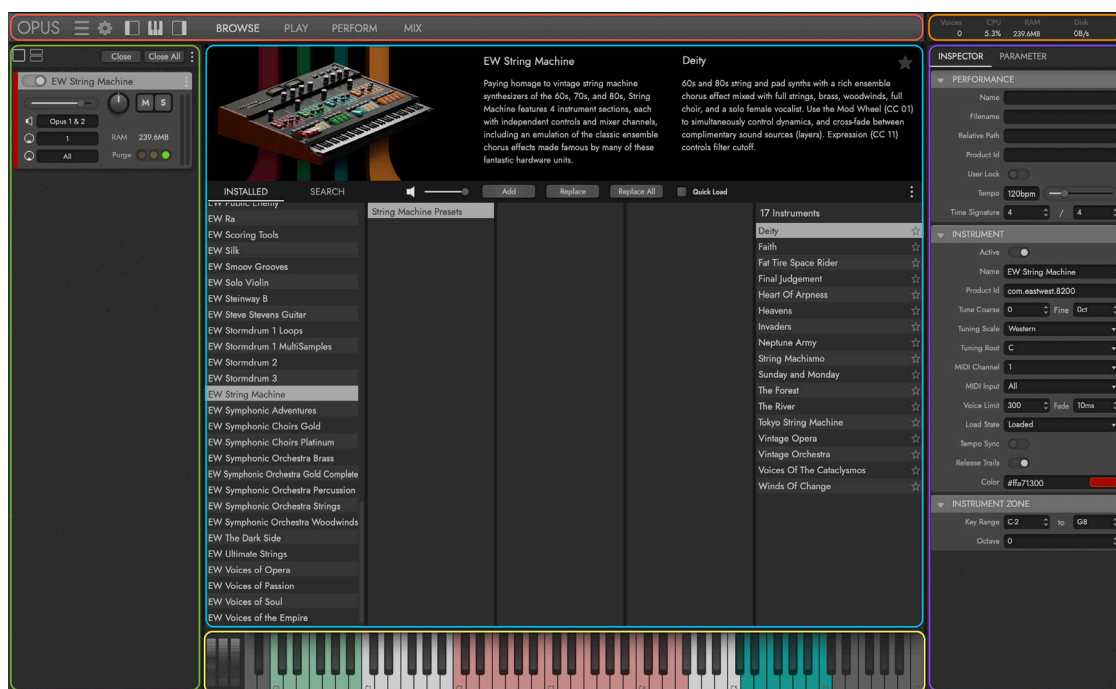 OPUS
BROWSE PLAY PERFORM MIX
Voices CPU RAM Disk
0 5.3% 239.6MB 0B/s
Close Close All
EW String Machine
M S
Opus 1 & 2
1 RAM 239.6MB
All Purge
EW String Machine
Paying homage to vintage string machine
synthesizers of the 60s, 70s, and 80s, String
Machine features 4 instrument sections, each
with independent controls and mixer channels,
including an emulation of the classic ensemble
chorus effects made famous by many of these
fantastic hardware units.
Deity
60s and 80s string and pad synths with a rich ensemble
chorus effect mixed with full strings, brass, woodwinds, full
choir, and a solo female vocalist. Use the Mod Wheel (CC 01)
to simultaneously control dynamics, and cross-fade between
complimentary sound sources (layers). Expression (CC 11)
controls filter cutoff.
INSTALLED SEARCH Add Replace Replace All Quick Load
EW Public Enemy
EW Ra
EW Scoring Tools
EW Silk
EW Smoov Grooves
EW Solo Violin
EW Steinway B
EW Steve Stevens Guitar
EW Stormdrum 1 Loops
EW Stormdrum 1 MultiSamples
EW Stormdrum 2
EW Stormdrum 3
EW String Machine
EW Symphonic Adventures
EW Symphonic Choirs Gold
EW Symphonic Choirs Platinum
EW Symphonic Orchestra Brass
EW Symphonic Orchestra Gold Complete
EW Symphonic Orchestra Percussion
EW Symphonic Orchestra Strings
EW Symphonic Orchestra Woodwinds
EW The Dark Side
EW Ultimate Strings
EW Voices of Opera
EW Voices of Passion
EW Voices of Soul
EW Voices of the Empire
String Machine Presets
17 Instruments
Deity
Faith
Fat Tire Space Rider
Final Judgement
Heart Of Arpness
Heavens
Invaders
Neptune Army
String Machismo
Sunday and Monday
The Forest
The River
Tokyo String Machine
Vintage Opera
Vintage Orchestra
Voices Of The Cataclysmos
Winds Of Change
INSPECTOR PARAMETER
PERFORMANCE
Name
Filename
Relative Path
Product Id
User Lock
Tempo 120bpm
Time Signature 4 / 4
INSTRUMENT
Active
Name EW String Machine
Product Id com.eastwest.8200
Tune Coarse 0 Fine 0ct
Tuning Scale Western
Tuning Root C
MIDI Channel 1
MIDI Input All
Voice Limit 300 Fade 10ms
Load State Loaded
Tempo Sync
Release Trails
Color #ffa71300
INSTRUMENT ZONE
Key Range C-2 to G8
Octave 0